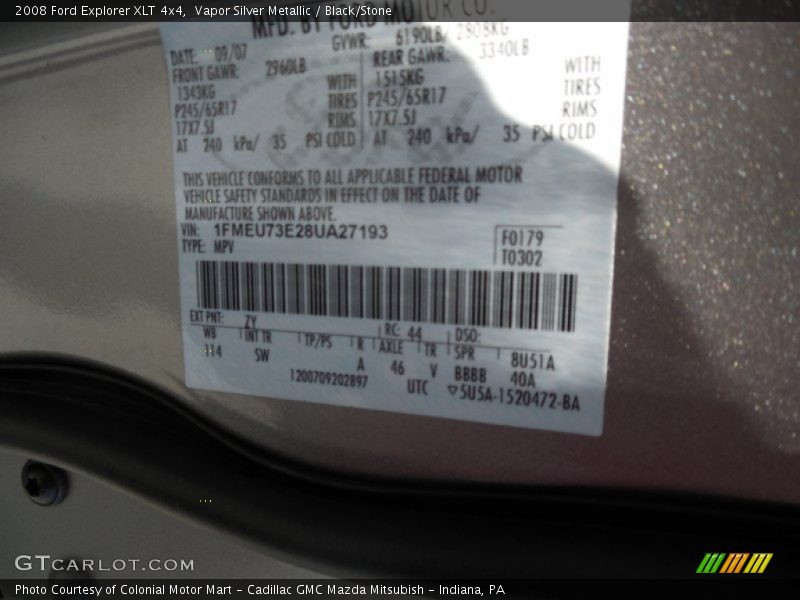 2008 Ford Explorer XLT 4x4, Vapor Silver Metallic / Black/Stone
MFD. BY FORD MOTOR CO.
DATE: 09/07 GVWR: 6190LB/ 2808KG
FRONT GAWR: 2960LB REAR GAWR: 3340LB
1343KG WITH 1515KG WITH
P245/65R17 TIRES P245/65R17 TIRES
17X7.5J RIMS 17X7.5J RIMS
AT 240 kPa/ 35 PSI COLD AT 240 kPa/ 35 PSI COLD
THIS VEHICLE CONFORMS TO ALL APPLICABLE FEDERAL MOTOR
VEHICLE SAFETY STANDARDS IN EFFECT ON THE DATE OF
MANUFACTURE SHOWN ABOVE.
VIN: 1FMEU73E28UA27193 F0179
TYPE: MPV T0302
EXT PNT: ZY RC: 44 DSO:
WB INT TR TP/PS R AXLE TR SPR 8U51A
114 SW A 46 V BBBB 40A
1200709202897 UTC ▽5U5A-1520472-BA
GTCARLOT.COM
Photo Courtesy of Colonial Motor Mart - Cadillac GMC Mazda Mitsubish - Indiana, PA